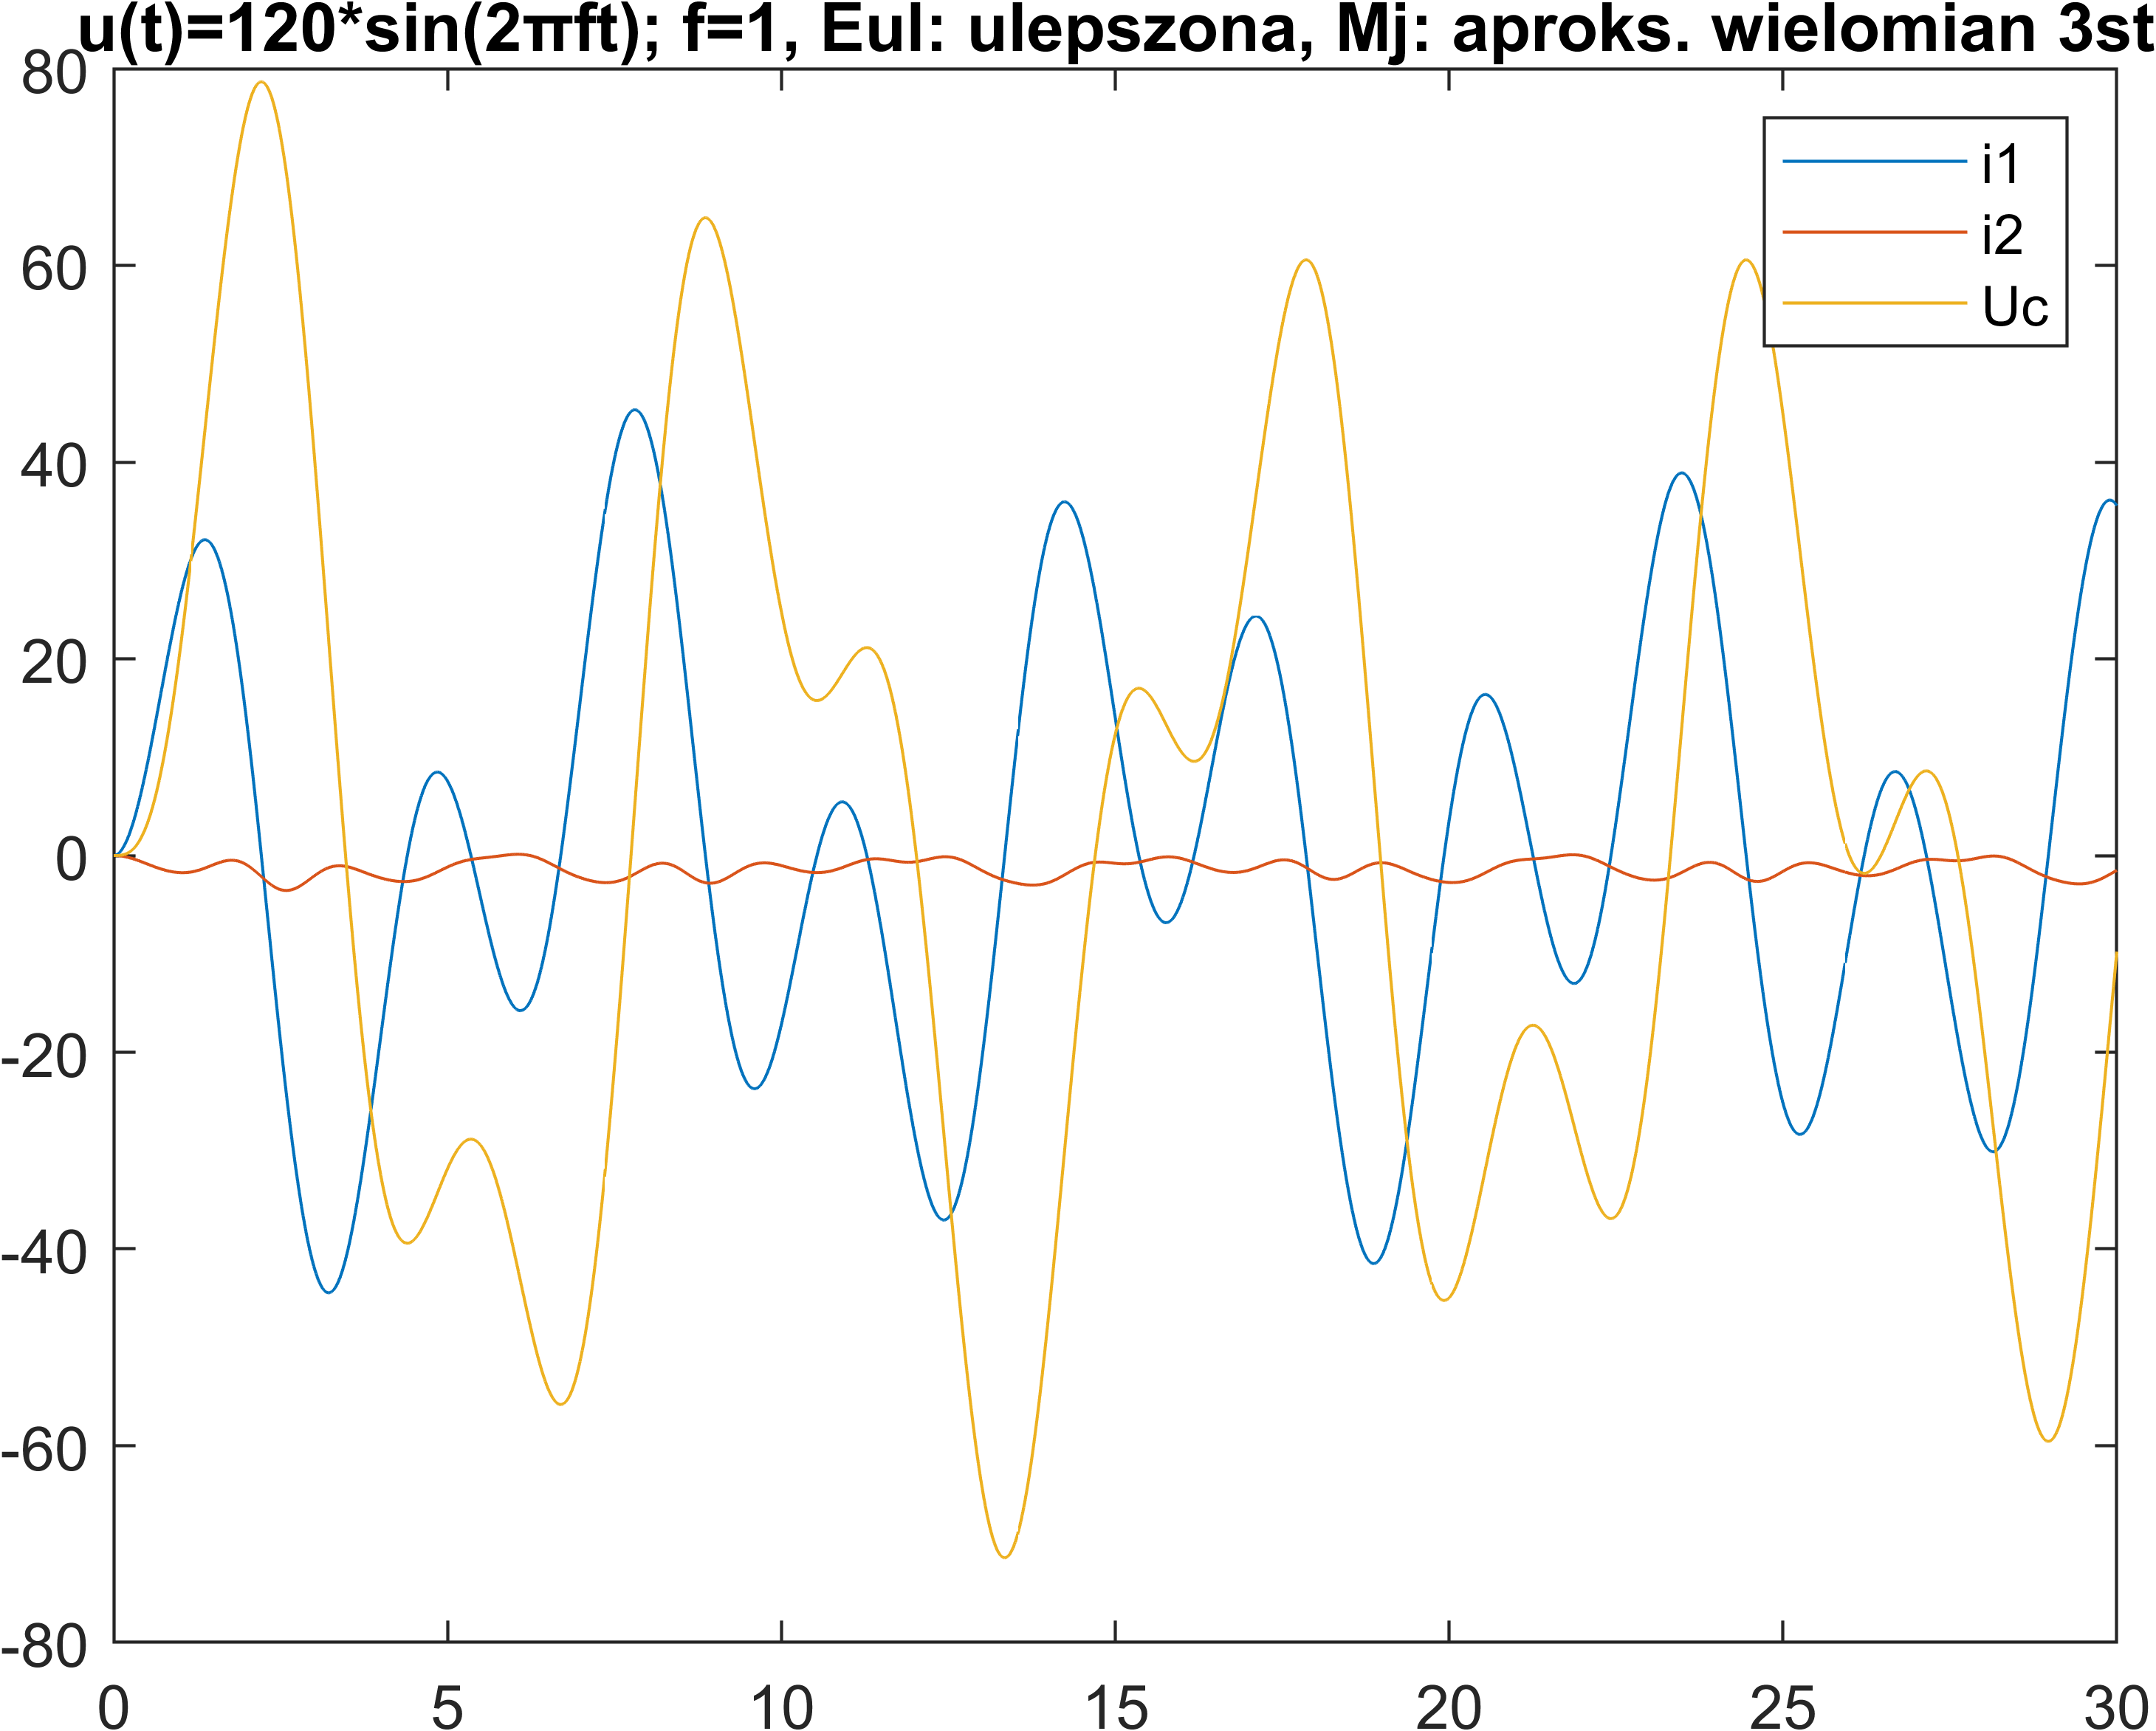 u(t)=120*sin(2πft); f=1, Eul: ulepszona, Mj: aproks. wielomian 3st
80
60
40
20
0
-20
-40
-60
-80
0 5 10 15 20 25 30
i1
i2
Uc